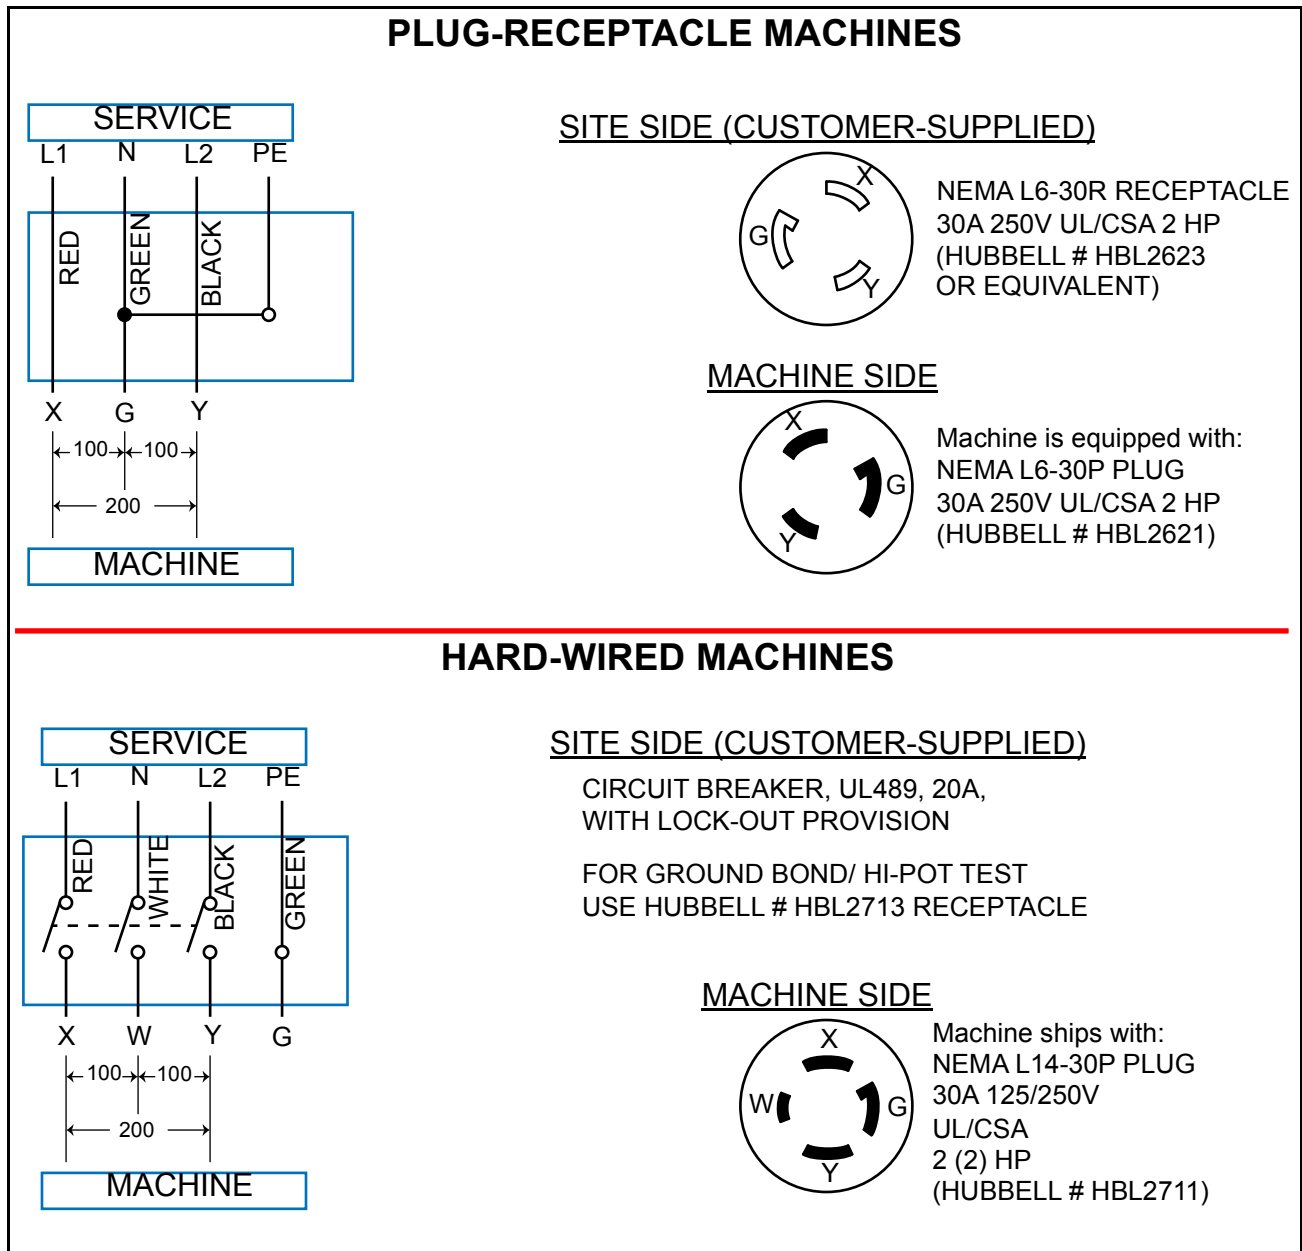 PLUG-RECEPTACLE MACHINES
SERVICE
L1 N L2 PE
RED
GREEN
BLACK
X G Y
100 100
200
MACHINE
SITE SIDE (CUSTOMER-SUPPLIED)
X
G
Y
NEMA L6-30R RECEPTACLE
30A 250V UL/CSA 2 HP
(HUBBELL # HBL2623
OR EQUIVALENT)
MACHINE SIDE
X
G
Y
Machine is equipped with:
NEMA L6-30P PLUG
30A 250V UL/CSA 2 HP
(HUBBELL # HBL2621)
HARD-WIRED MACHINES
SERVICE
L1 N L2 PE
RED
WHITE
BLACK
GREEN
X W Y G
100 100
200
MACHINE
SITE SIDE (CUSTOMER-SUPPLIED)
CIRCUIT BREAKER, UL489, 20A,
WITH LOCK-OUT PROVISION
FOR GROUND BOND/ HI-POT TEST
USE HUBBELL # HBL2713 RECEPTACLE
MACHINE SIDE
X
W G
Y
Machine ships with:
NEMA L14-30P PLUG
30A 125/250V
UL/CSA
2 (2) HP
(HUBBELL # HBL2711)